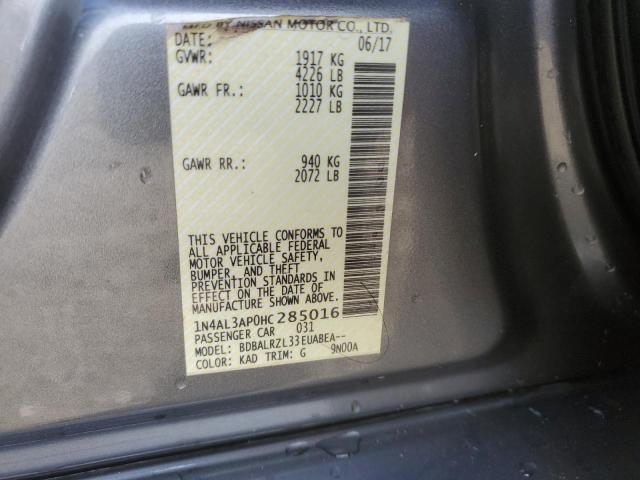 MFD BY NISSAN MOTOR CO., LTD.
DATE: 06/17
GVWR: 1917 KG
4226 LB
GAWR FR.: 1010 KG
2227 LB
GAWR RR.: 940 KG
2072 LB
THIS VEHICLE CONFORMS TO
ALL APPLICABLE FEDERAL
MOTOR VEHICLE SAFETY,
BUMPER, AND THEFT
PREVENTION STANDARDS IN
EFFECT ON THE DATE OF
MANUFACTURE SHOWN ABOVE.
1N4AL3AP0HC285016
PASSENGER CAR 031
MODEL: BDBALRZL33EUABEA--
COLOR: KAD TRIM: G 9N00A